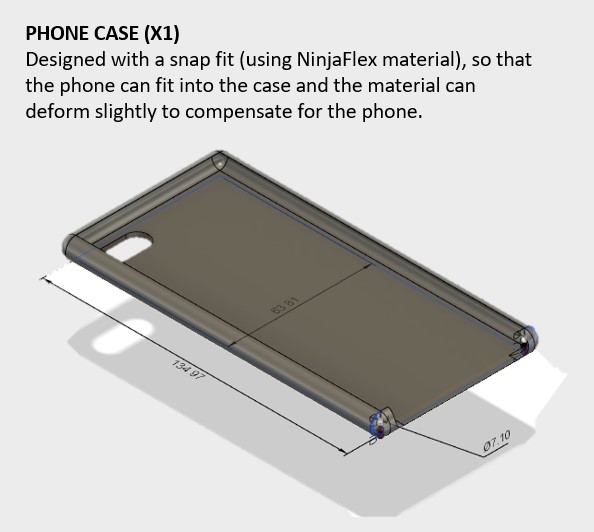 PHONE CASE (X1)
Designed with a snap fit (using NinjaFlex material), so that
the phone can fit into the case and the material can
deform slightly to compensate for the phone.
63.81
134.97
Ø7.10